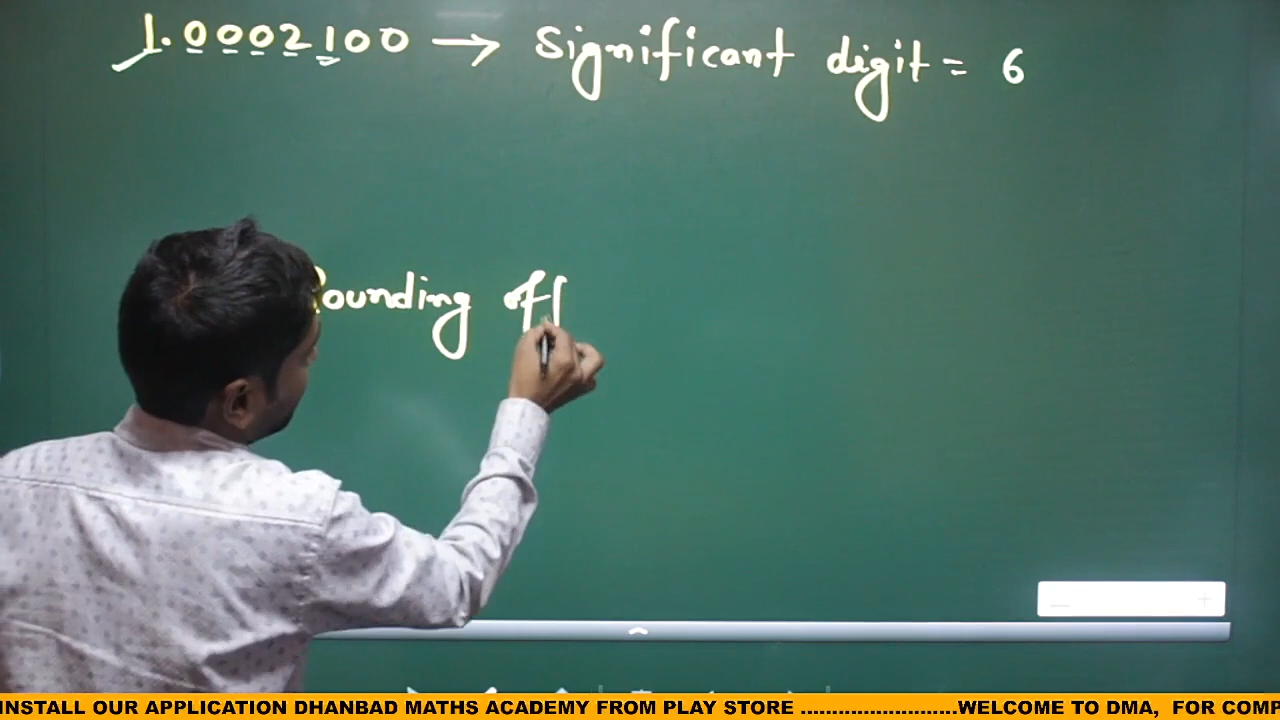 1.0002100 → Significant digit = 6
Rounding off
INSTALL OUR APPLICATION DHANBAD MATHS ACADEMY FROM PLAY STORE ........................WELCOME TO DMA, FOR COMP